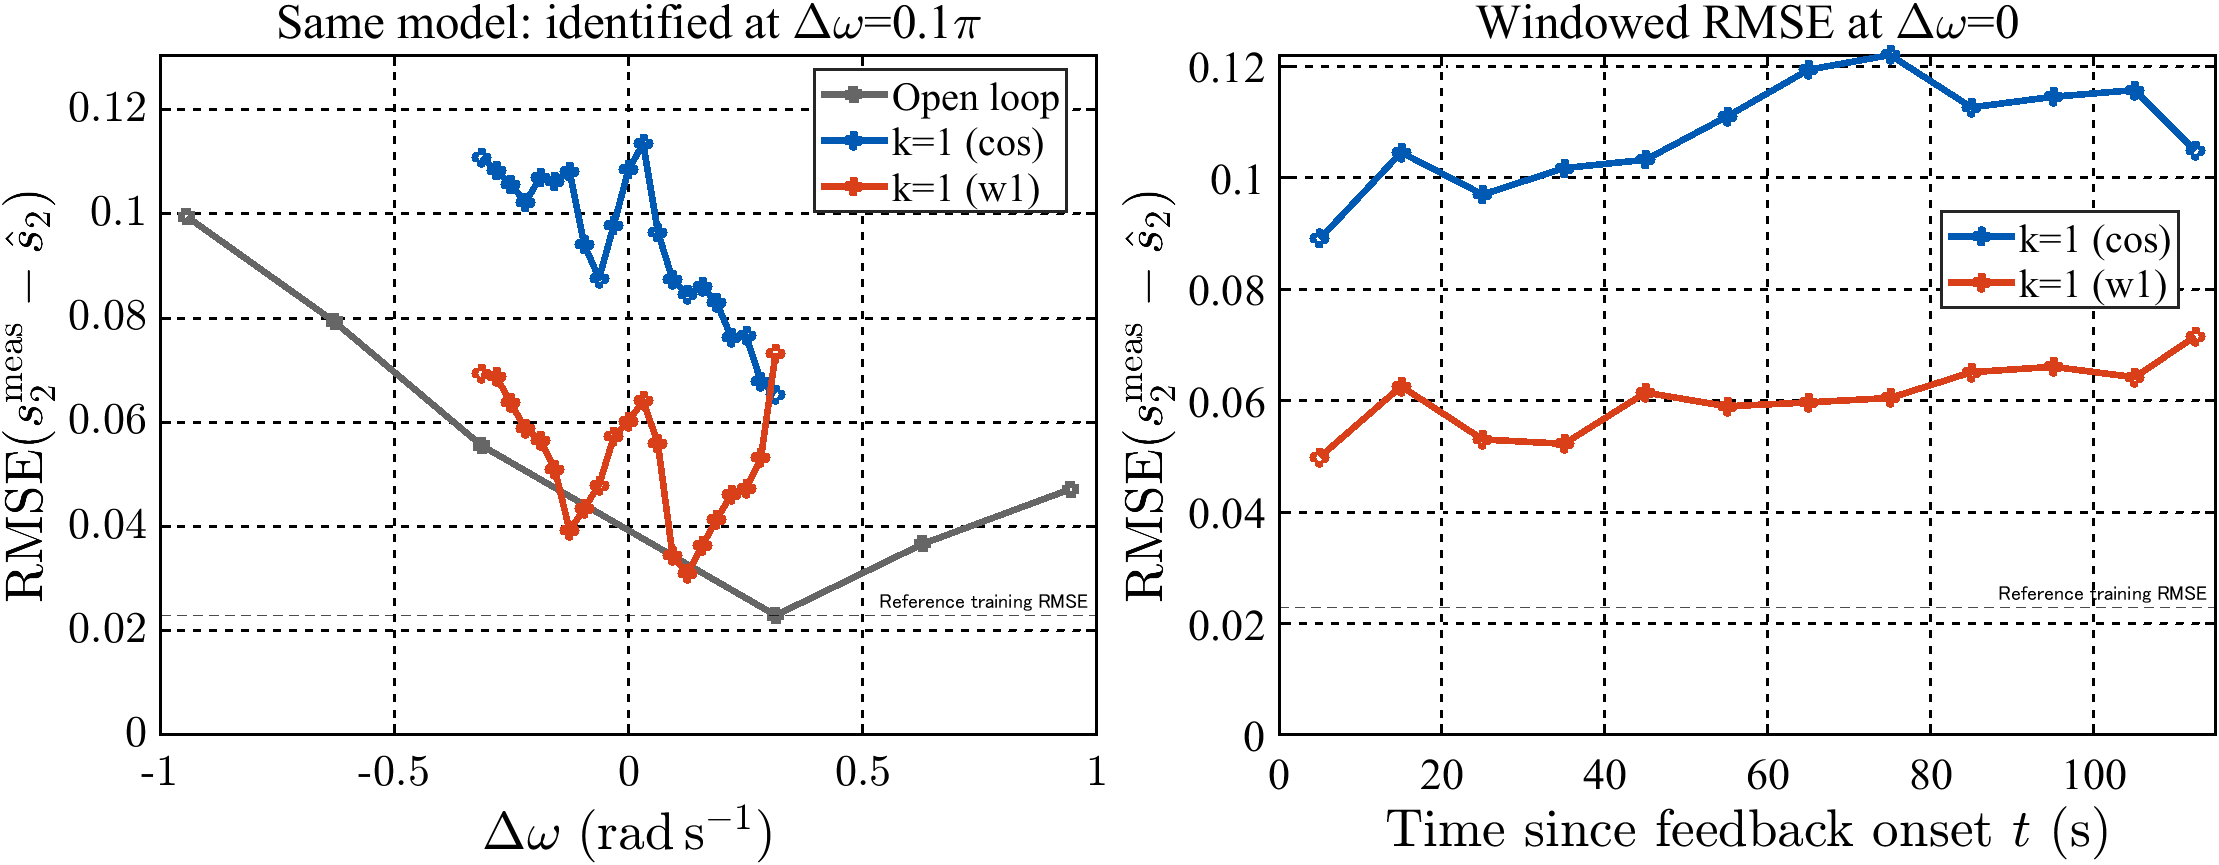 Same model: identified at Δω=0.1π
RMSE(s₂ᵐᵉᵃˢ − ŝ₂)
0.12
0.1
0.08
0.06
0.04
0.02
0
-1
-0.5
0
0.5
1
Δω (rad s⁻¹)
Open loop
k=1 (cos)
k=1 (w1)
Reference training RMSE
Windowed RMSE at Δω=0
RMSE(s₂ᵐᵉᵃˢ − ŝ₂)
0.12
0.1
0.08
0.06
0.04
0.02
0
0
20
40
60
80
100
Time since feedback onset t (s)
k=1 (cos)
k=1 (w1)
Reference training RMSE